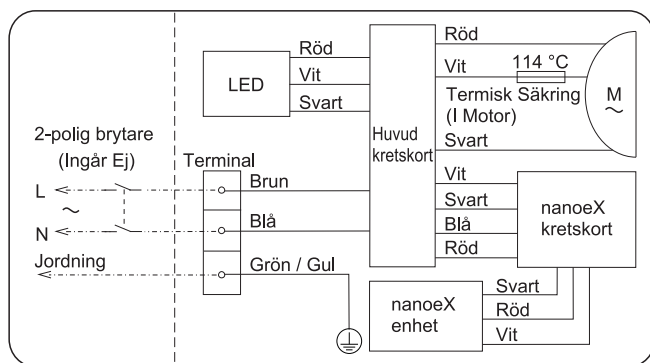 LED
Röd
Vit
Svart
2-polig brytare
(Ingår Ej)
L
~
N
Jordning
Terminal
Brun
Blå
Grön / Gul
Huvud
kretskort
Röd
Vit
114 °C
Termisk Säkring
(I Motor)
Svart
M
~
Vit
Svart
Blå
Röd
nanoeX
kretskort
nanoeX
enhet
Svart
Röd
Vit